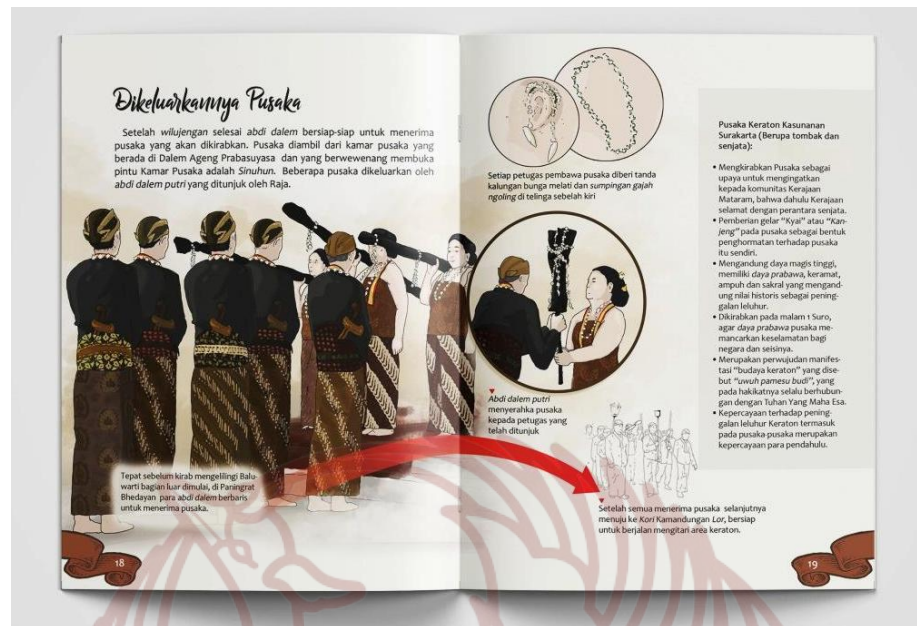 Dikeluarkannya Pusaka
Setelah wilujengan selesai abdi dalem bersiap-siap untuk menerima
pusaka yang akan dikirabkan. Pusaka diambil dari kamar pusaka yang
berada di Dalem Ageng Prabasuyasa dan yang berwewenang membuka
pintu Kamar Pusaka adalah Sinuhun. Beberapa pusaka dikeluarkan oleh
abdi dalem putri yang ditunjuk oleh Raja.
Tepat sebelum kirab mengelilingi Balu-
warti bagian luar dimulai, di Paningrat
Bhedayan para abdi dalem berbaris
untuk menerima pusaka.
18
Setiap petugas pembawa pusaka diberi tanda
kalungan bunga melati dan sumpingan gajah
ngoling di telinga sebelah kiri
Abdi dalem putri
menyerahka pusaka
kepada petugas yang
telah ditunjuk
Setelah semua menerima pusaka selanjutnya
menuju ke Kori Kamandungan Lor, bersiap
untuk berjalan mengitari area keraton.
Pusaka Keraton Kasunanan
Surakarta (Berupa tombak dan
senjata):
• Mengkirabkan Pusaka sebagai
upaya untuk mengingatkan
kepada komunitas Kerajaan
Mataram, bahwa dahulu Kerajaan
selamat dengan perantara senjata.
• Pemberian gelar “Kyai” atau “Kan-
jeng” pada pusaka sebagai bentuk
penghormatan terhadap pusaka
itu sendiri.
• Mengandung daya magis tinggi,
memiliki daya prabawa, keramat,
ampuh dan sakral yang mengand-
ung nilai historis sebagai pening-
galan leluhur.
• Dikirabkan pada malam 1 Suro,
agar daya prabawa pusaka me-
mancarkan keselamatan bagi
negara dan seisinya.
• Merupakan perwujudan manifes-
tasi “budaya keraton” yang dise-
but “uwuh pamesu budi”, yang
pada hakikatnya selalu berhubun-
gan dengan Tuhan Yang Maha Esa.
• Kepercayaan terhadap pening-
galan leluhur Keraton termasuk
pada pusaka-pusaka merupakan
kepercayaan para pendahulu.
19